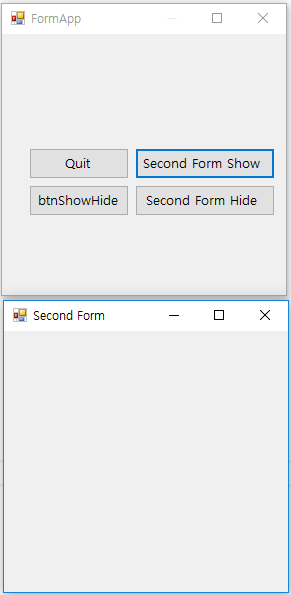 FormApp
Quit
Second Form Show
btnShowHide
Second Form Hide
Second Form